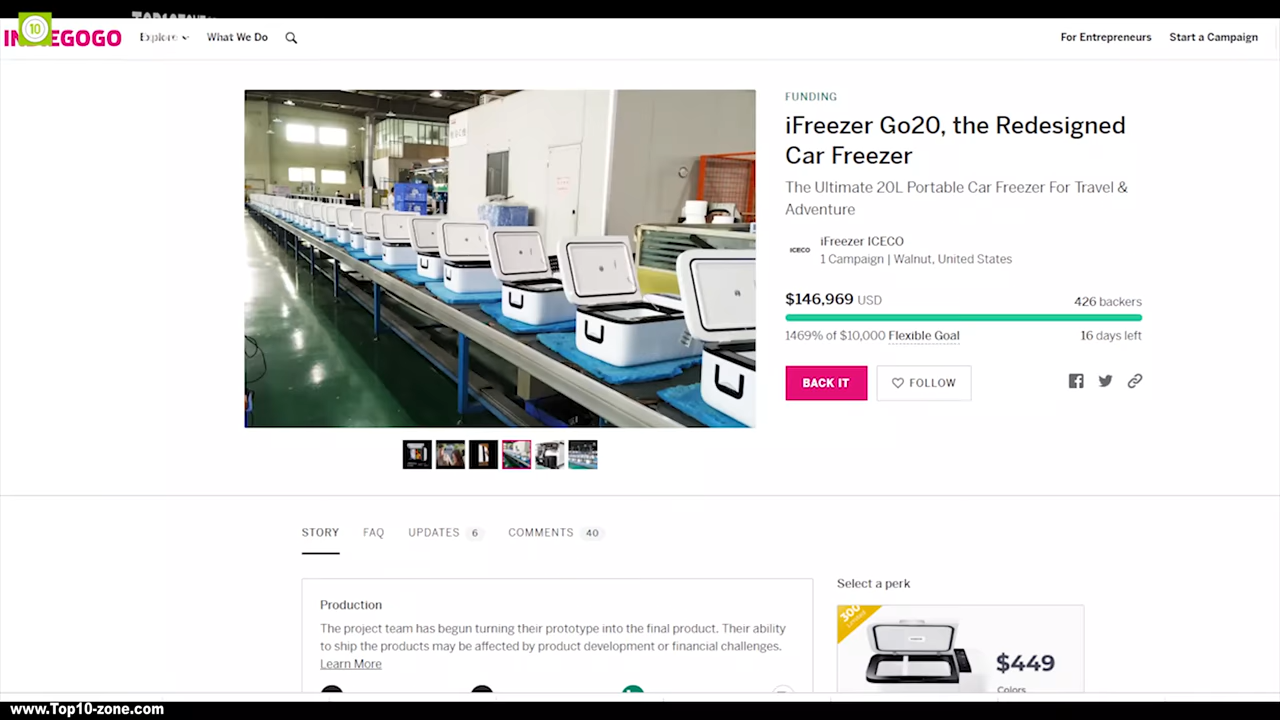 10
INDIEGOGO
Explore
What We Do
For Entrepreneurs
Start a Campaign
FUNDING
iFreezer Go20, the Redesigned
Car Freezer
The Ultimate 20L Portable Car Freezer For Travel &
Adventure
ICECO
iFreezer ICECO
1 Campaign | Walnut, United States
$146,969 USD
426 backers
1469% of $10,000 Flexible Goal
16 days left
BACK IT
FOLLOW
STORY
FAQ
UPDATES 6
COMMENTS 40
Production
The project team has begun turning their prototype into the final product. Their ability
to ship the products may be affected by product development or financial challenges.
Learn More
Select a perk
300
$449
Colors
www.Top10-zone.com